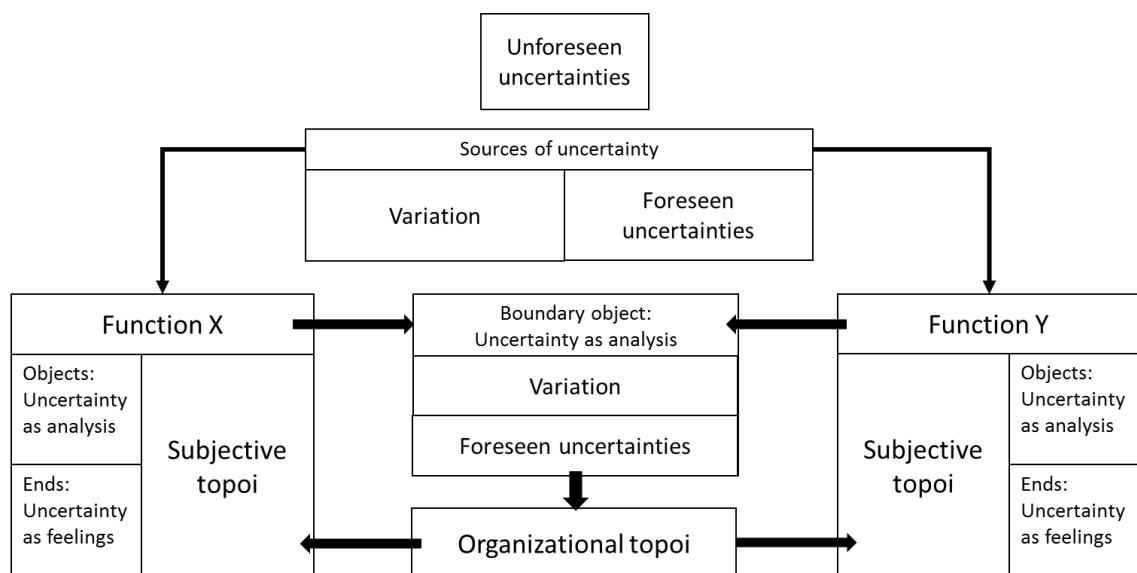 Unforeseen
uncertainties
Sources of uncertainty
Variation
Foreseen
uncertainties
Function X
Objects:
Uncertainty
as analysis
Ends:
Uncertainty
as feelings
Subjective
topoi
Boundary object:
Uncertainty as analysis
Variation
Foreseen uncertainties
Organizational topoi
Function Y
Subjective
topoi
Objects:
Uncertainty
as analysis
Ends:
Uncertainty
as feelings